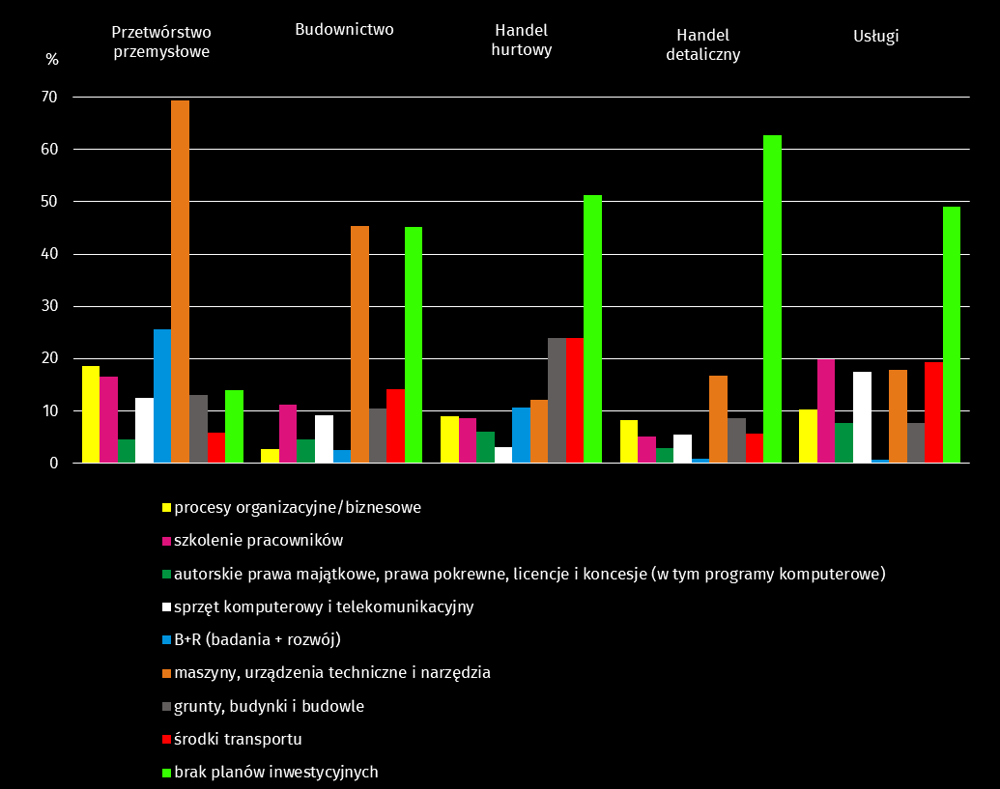 Przetwórstwo
przemysłowe
Budownictwo
Handel
hurtowy
Handel
detaliczny
Usługi
%
70
60
50
40
30
20
10
0
procesy organizacyjne/biznesowe
szkolenie pracowników
autorskie prawa majątkowe, prawa pokrewne, licencje i koncesje (w tym programy komputerowe)
sprzęt komputerowy i telekomunikacyjny
B+R (badania + rozwój)
maszyny, urządzenia techniczne i narzędzia
grunty, budynki i budowle
środki transportu
brak planów inwestycyjnych